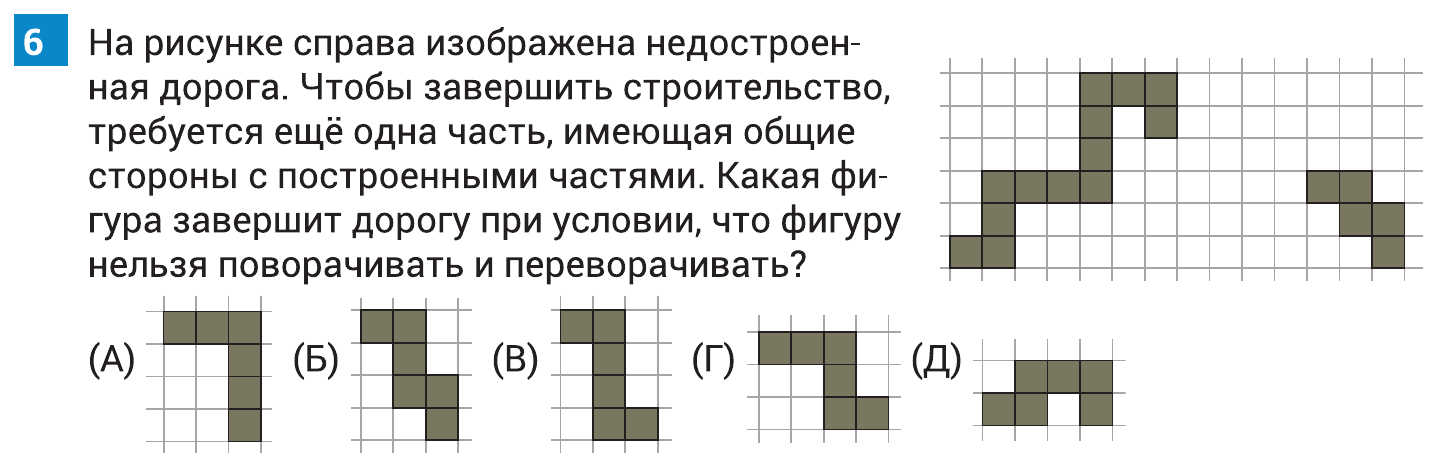 6 На рисунке справа изображена недостроен-
ная дорога. Чтобы завершить строительство,
требуется ещё одна часть, имеющая общие
стороны с построенными частями. Какая фи-
гура завершит дорогу при условии, что фигуру
нельзя поворачивать и переворачивать?
(А) (Б) (В) (Г) (Д)